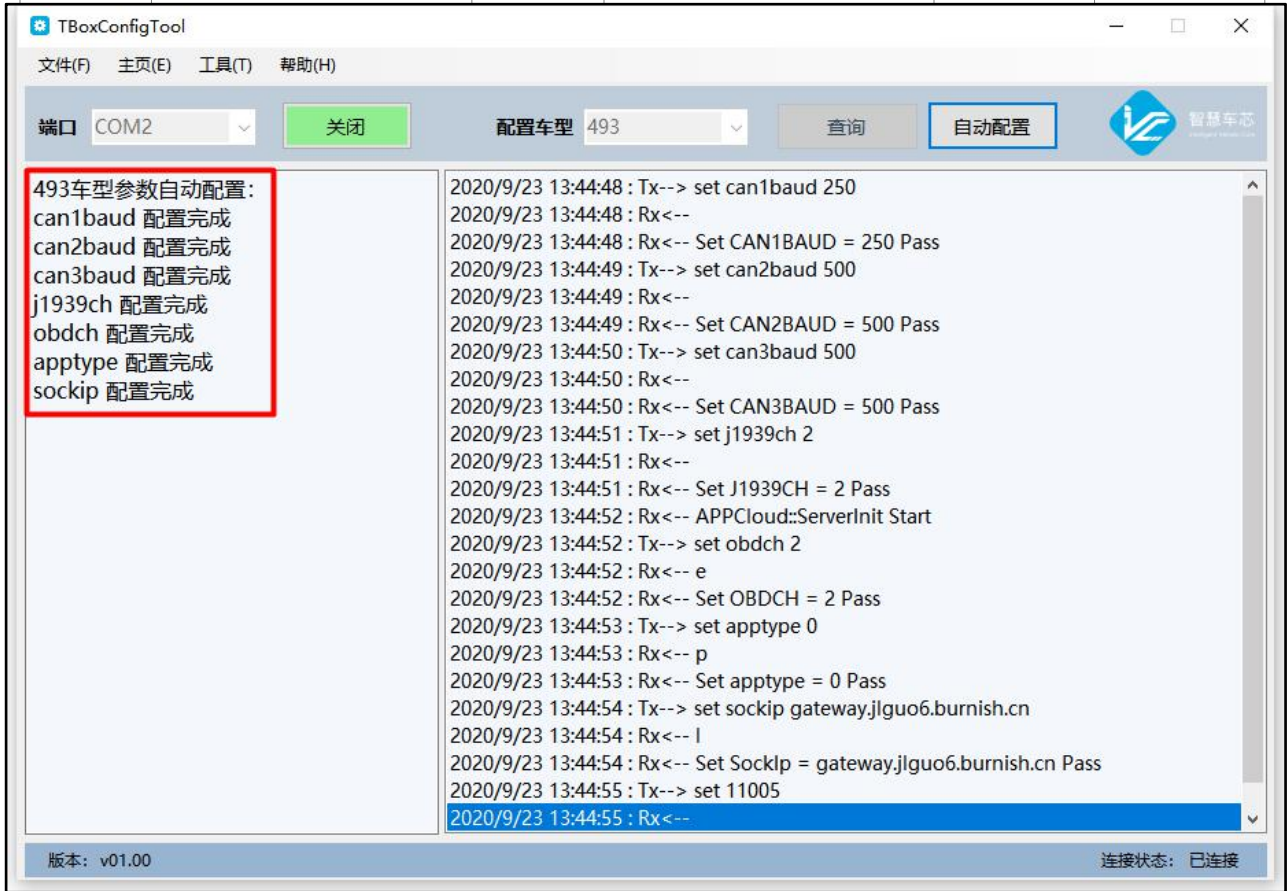 TBoxConfigTool
文件(F) 主页(E) 工具(T) 帮助(H)
端口 COM2 关闭 配置车型 493 查询 自动配置 智慧车芯
493车型参数自动配置:
can1baud 配置完成
can2baud 配置完成
can3baud 配置完成
j1939ch 配置完成
obdch 配置完成
apptype 配置完成
sockip 配置完成
2020/9/23 13:44:48 : Tx--> set can1baud 250
2020/9/23 13:44:48 : Rx<--
2020/9/23 13:44:48 : Rx<-- Set CAN1BAUD = 250 Pass
2020/9/23 13:44:49 : Tx--> set can2baud 500
2020/9/23 13:44:49 : Rx<--
2020/9/23 13:44:49 : Rx<-- Set CAN2BAUD = 500 Pass
2020/9/23 13:44:50 : Tx--> set can3baud 500
2020/9/23 13:44:50 : Rx<--
2020/9/23 13:44:50 : Rx<-- Set CAN3BAUD = 500 Pass
2020/9/23 13:44:51 : Tx--> set j1939ch 2
2020/9/23 13:44:51 : Rx<--
2020/9/23 13:44:51 : Rx<-- Set J1939CH = 2 Pass
2020/9/23 13:44:52 : Rx<-- APPCloud::ServerInit Start
2020/9/23 13:44:52 : Tx--> set obdch 2
2020/9/23 13:44:52 : Rx<-- e
2020/9/23 13:44:52 : Rx<-- Set OBDCH = 2 Pass
2020/9/23 13:44:53 : Tx--> set apptype 0
2020/9/23 13:44:53 : Rx<-- p
2020/9/23 13:44:53 : Rx<-- Set apptype = 0 Pass
2020/9/23 13:44:54 : Tx--> set sockip gateway.jlguo6.burnish.cn
2020/9/23 13:44:54 : Rx<-- l
2020/9/23 13:44:54 : Rx<-- Set SockIp = gateway.jlguo6.burnish.cn Pass
2020/9/23 13:44:55 : Tx--> set 11005
2020/9/23 13:44:55 : Rx<--
版本: v01.00 连接状态: 已连接